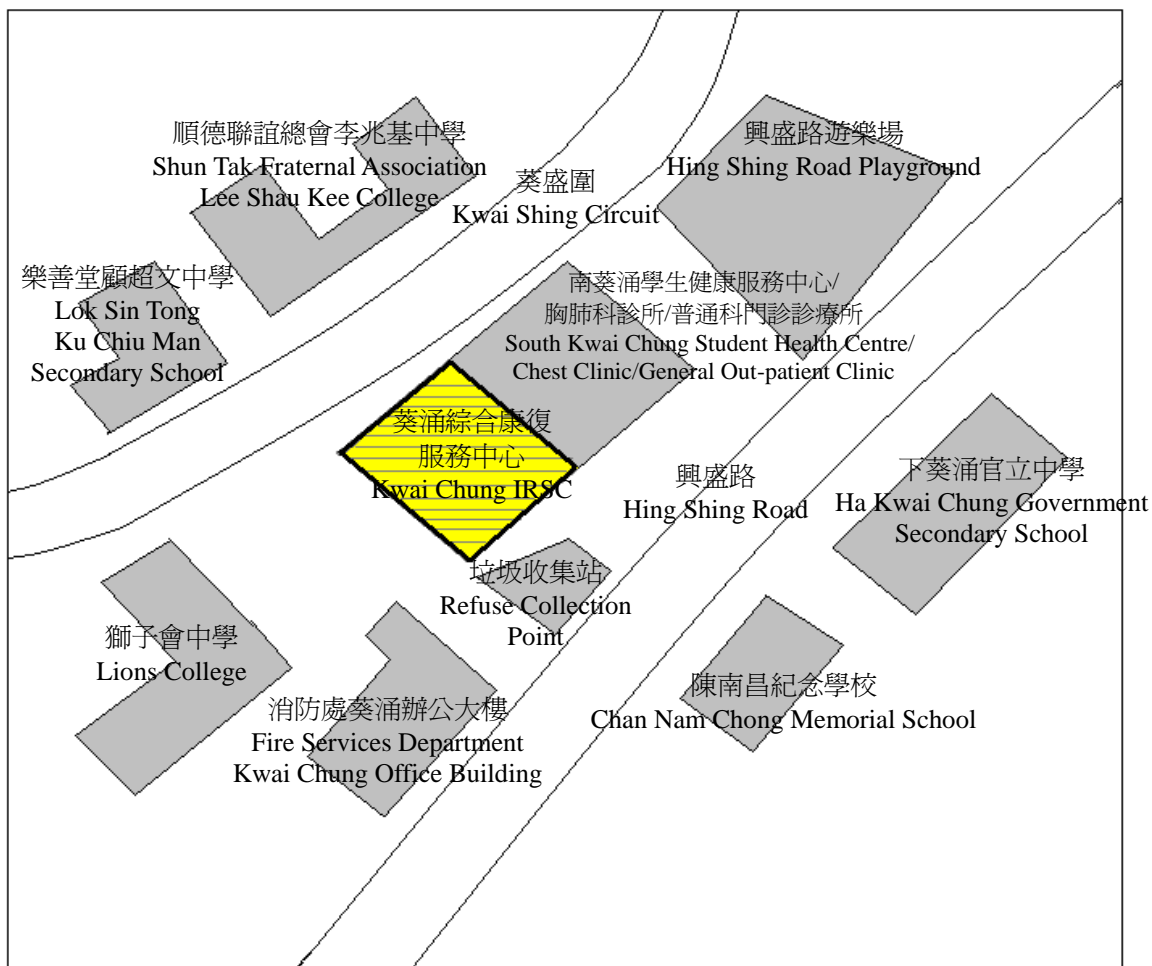 順德聯誼總會李兆基中學
Shun Tak Fraternal Association
Lee Shau Kee College
興盛路遊樂場
Hing Shing Road Playground
葵盛圍
Kwai Shing Circuit
樂善堂顧超文中學
Lok Sin Tong
Ku Chiu Man
Secondary School
南葵涌學生健康服務中心/
胸肺科診所/普通科門診診療所
South Kwai Chung Student Health Centre/
Chest Clinic/General Out-patient Clinic
葵涌綜合康復
服務中心
Kwai Chung IRSC
興盛路
Hing Shing Road
下葵涌官立中學
Ha Kwai Chung Government
Secondary School
垃圾收集站
Refuse Collection
Point
獅子會中學
Lions College
消防處葵涌辦公大樓
Fire Services Department
Kwai Chung Office Building
陳南昌紀念學校
Chan Nam Chong Memorial School